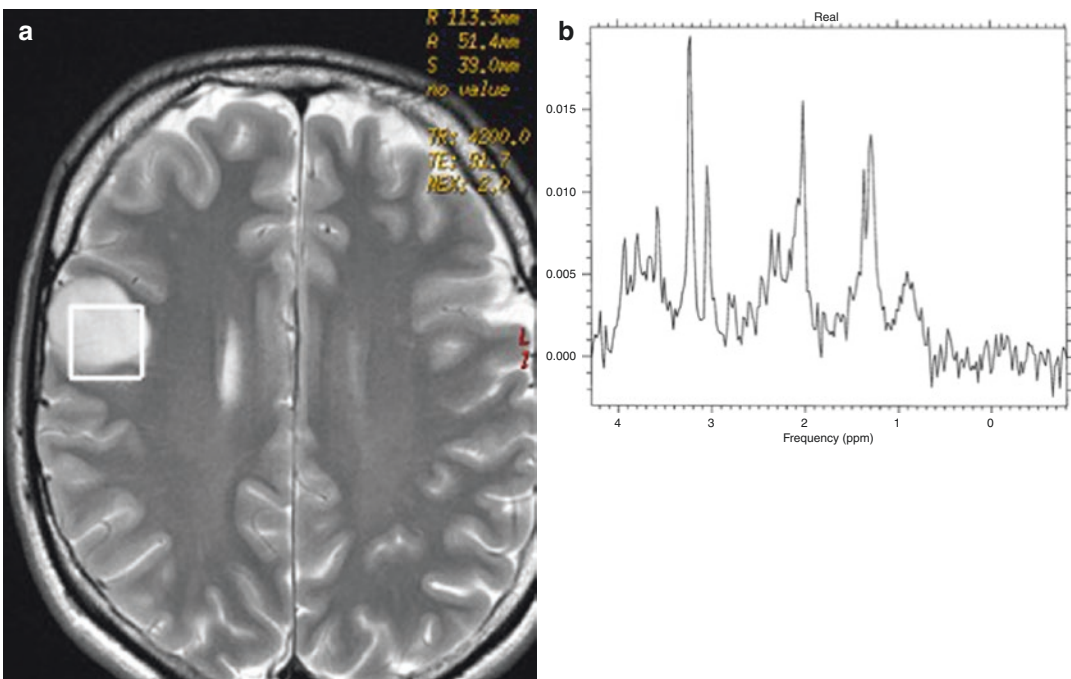 a
R 113.3mm
A 51.4mm
S 39.0mm
no value
TR: 4200.0
TE: 91.7
NEX: 2.0
L
1
b
Real
0.015
0.010
0.005
0.000
4 3 2 1 0
Frequency (ppm)